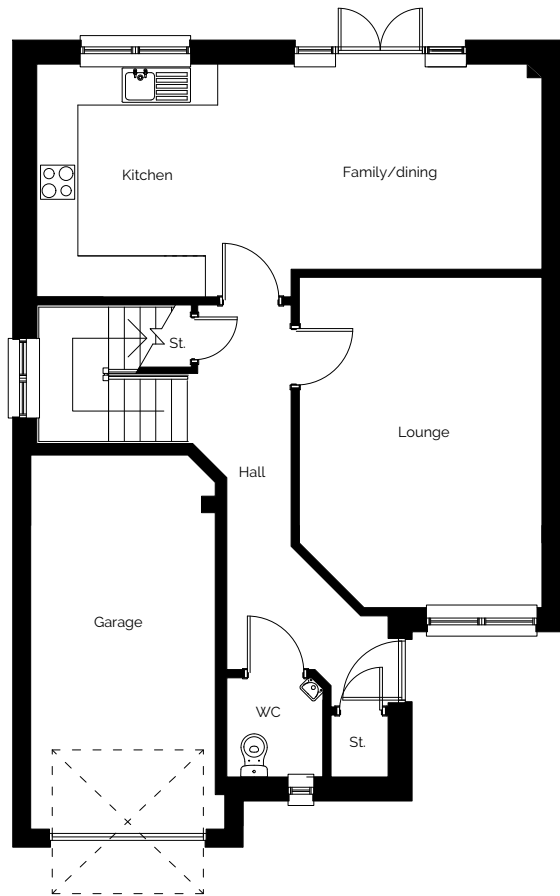 Kitchen
Family/dining
St.
Lounge
Hall
Garage
WC
St.